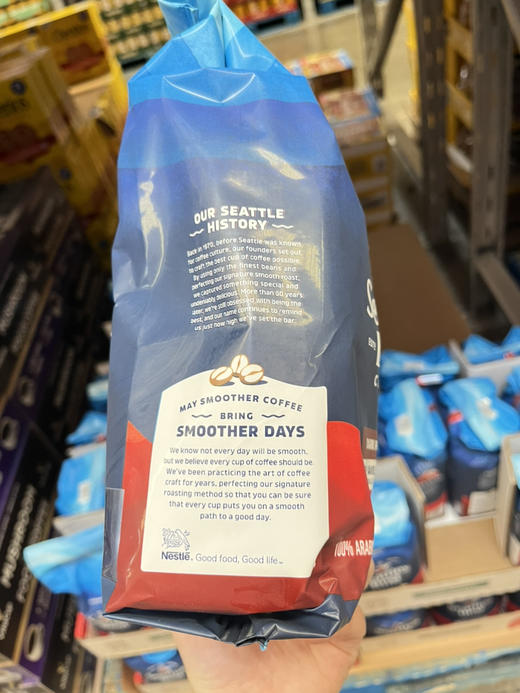 OUR SEATTLE
HISTORY
Back in 1970, before Seattle was known
for coffee culture, our founders set out
to craft the best cup of coffee possible.
By using only the finest beans and
perfecting our signature smooth roast,
we captured something special and
undeniably delicious. More than 50 years
later, we're still obsessed with being the
best, and our name continues to remind
us just how high we've set the bar.
MAY SMOOTHER COFFEE
BRING
SMOOTHER DAYS
We know not every day will be smooth,
but we believe every cup of coffee should be.
We've been practicing the art of coffee
craft for years, perfecting our signature
roasting method so that you can be sure
that every cup puts you on a smooth
path to a good day.
Nestlé. Good food, Good life™
100% ARAB